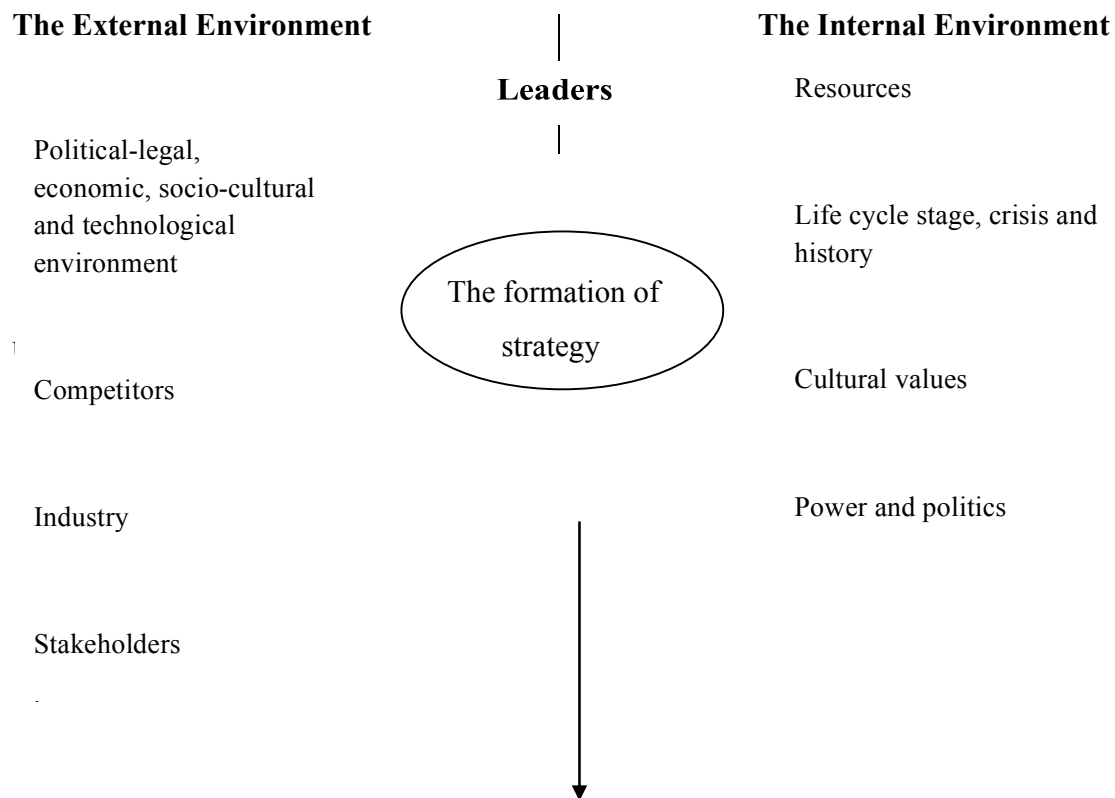 The External Environment
Political-legal,
economic, socio-cultural
and technological
environment
Competitors
Industry
Stakeholders
Leaders
The formation of
strategy
The Internal Environment
Resources
Life cycle stage, crisis and
history
Cultural values
Power and politics